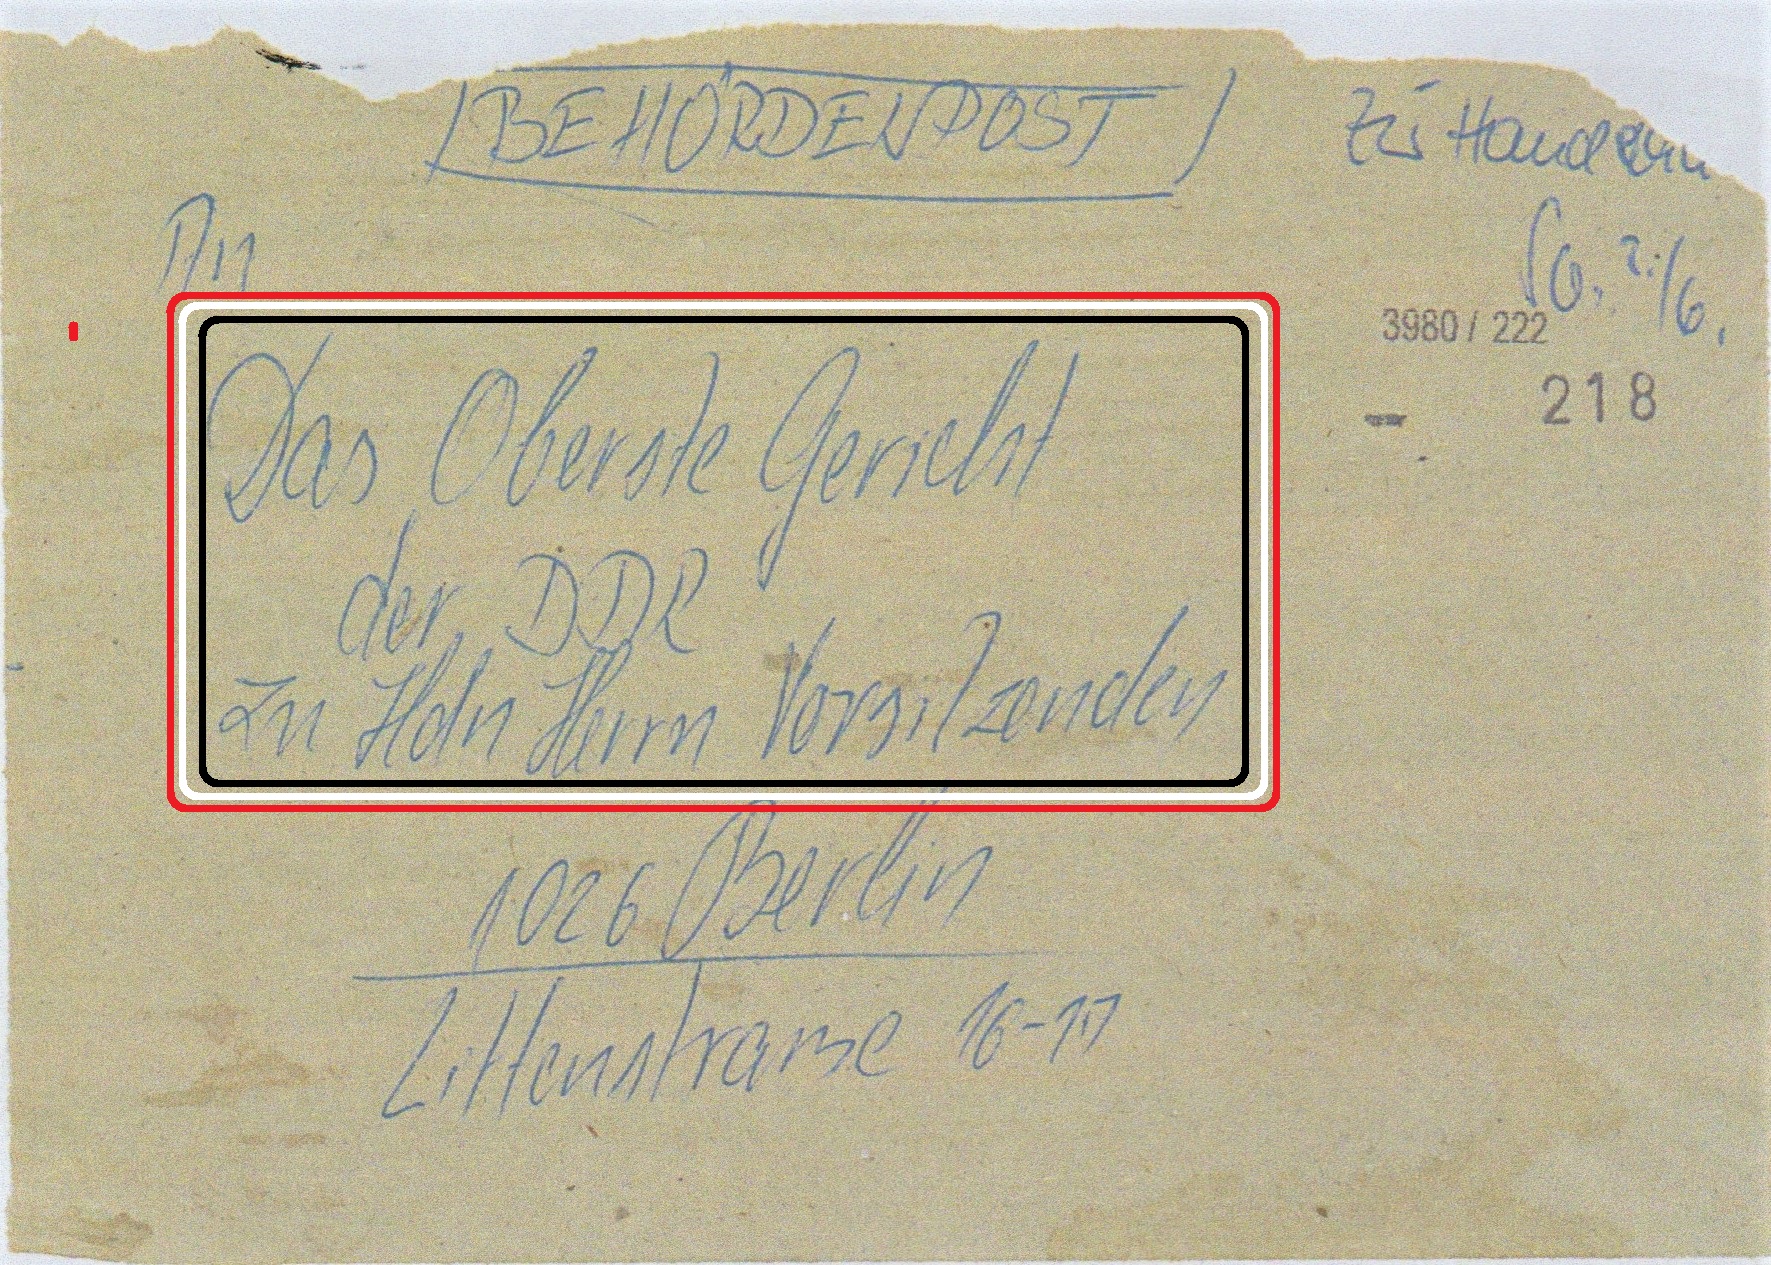 (BEHÖRDENPOST)
Zu Handen
An
3980 / 222
218
Das Oberste Gericht
der DDR
zu Hdn Herrn Vorsitzenden
1026 Berlin
Littenstrasse 16-17